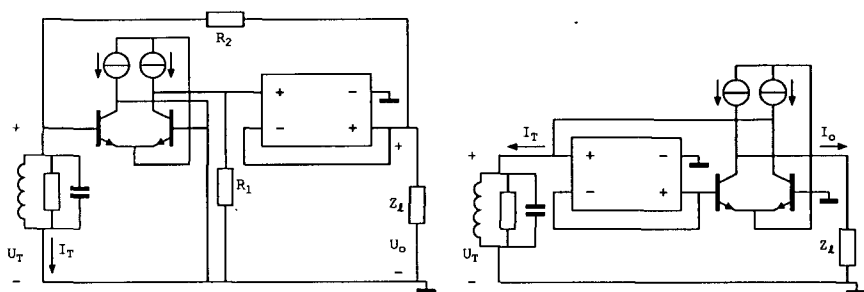 R2
+
+
-
-
+
+
R1
Zℓ
UT
IT
Uo
-
-
IT
Io
+
+
-
-
+
Zℓ
UT
-